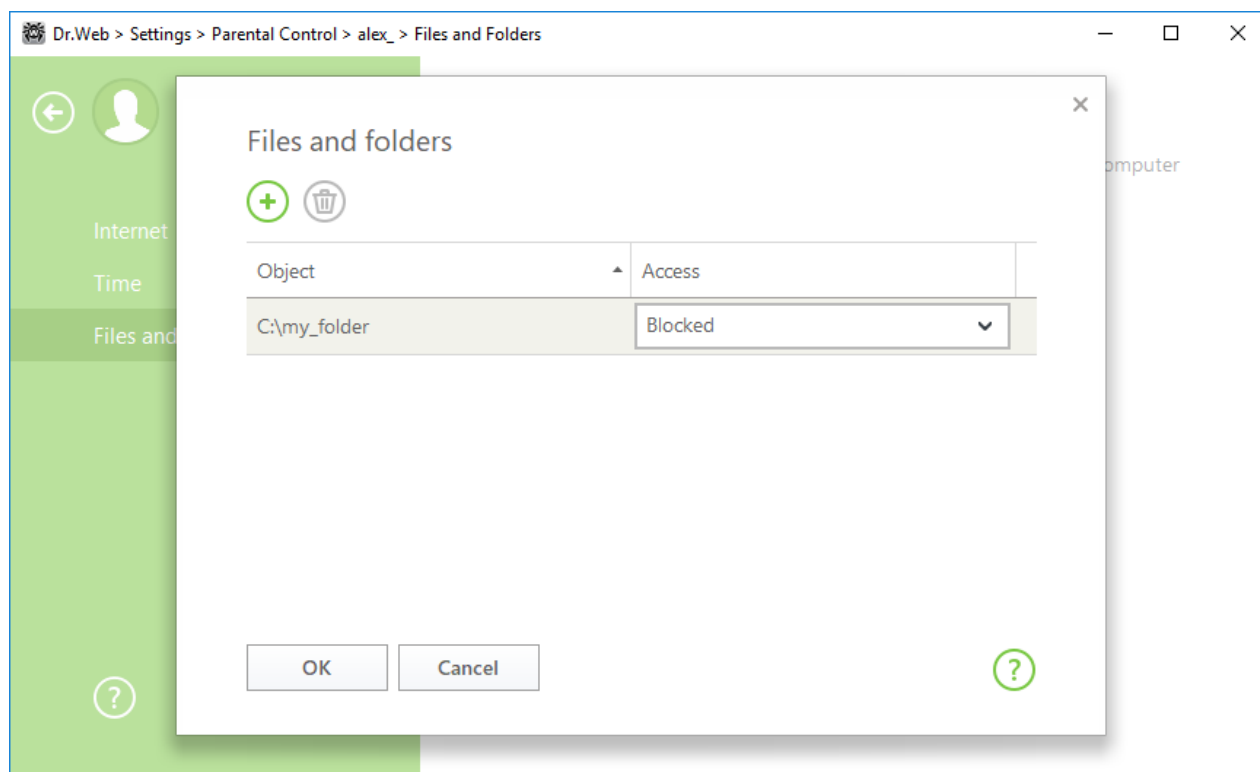 Dr.Web > Settings > Parental Control > alex_ > Files and Folders
Files and folders
Internet
Time
Files and
Object
Access
C:\my_folder
Blocked
OK
Cancel
?
?